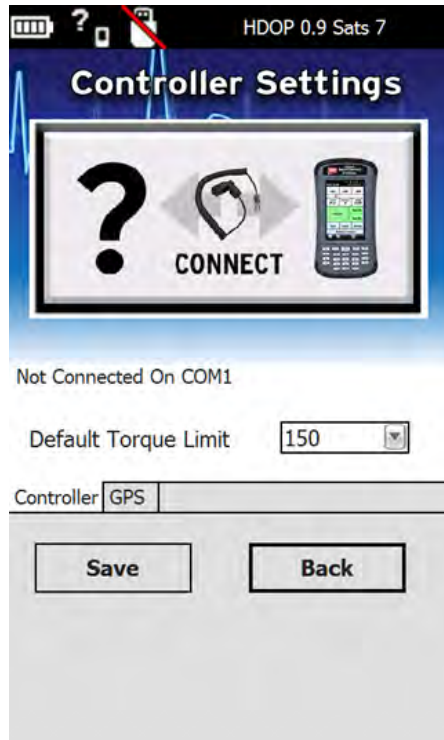 HDOP 0.9 Sats 7
Controller Settings
?
CONNECT
Not Connected On COM1
Default Torque Limit 150
Controller GPS
Save Back